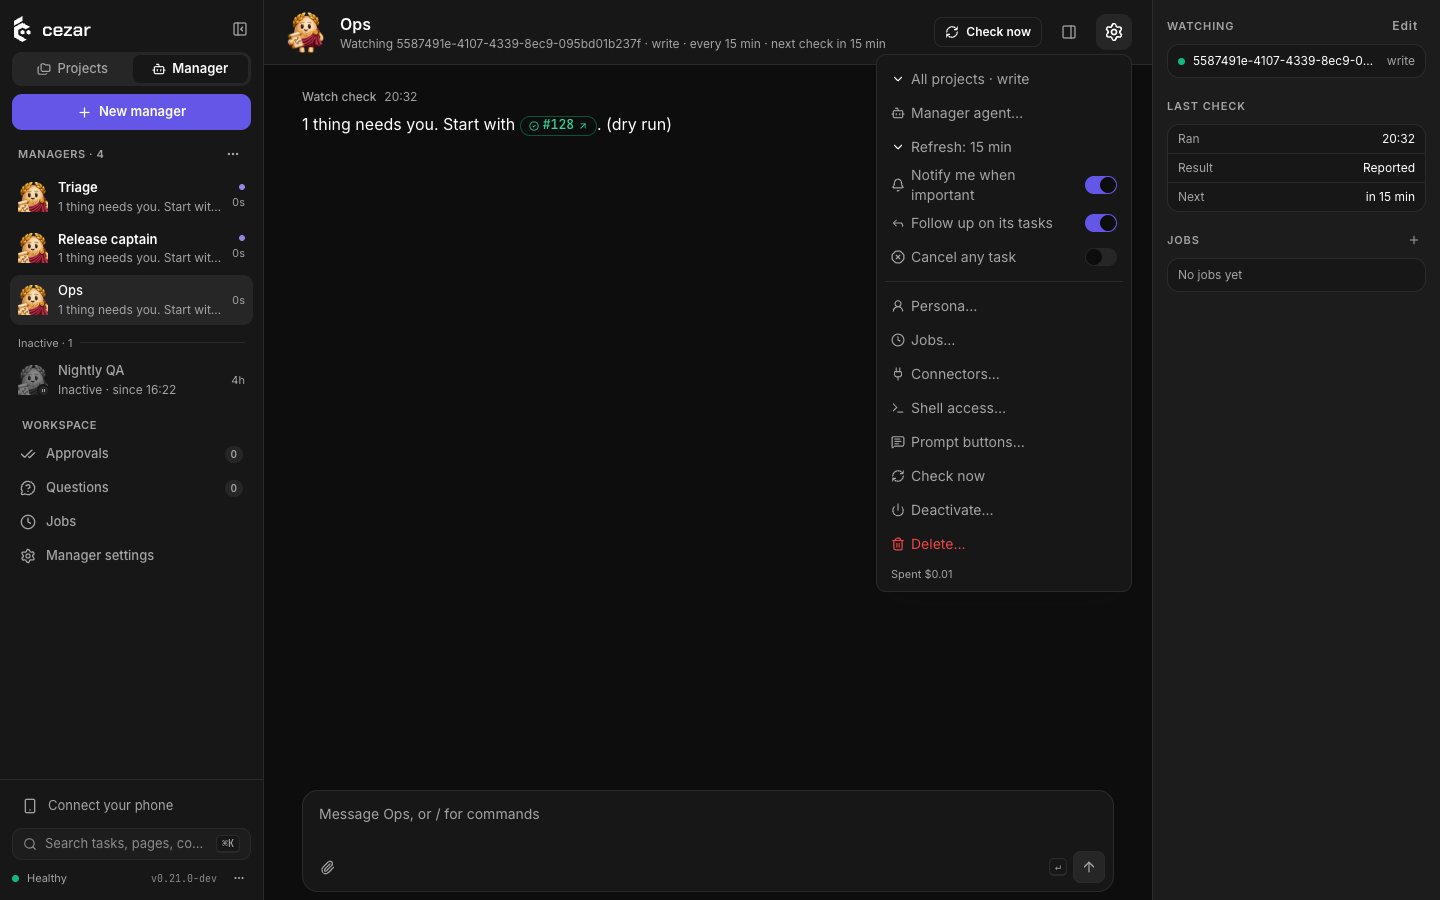 cezar
Projects
Manager
New manager
MANAGERS · 4
Triage
1 thing needs you. Start wit...
0s
Release captain
1 thing needs you. Start wit...
0s
Ops
1 thing needs you. Start wit...
0s
Inactive · 1
Nightly QA
Inactive · since 16:22
4h
WORKSPACE
Approvals
0
Questions
0
Jobs
Manager settings
Connect your phone
Search tasks, pages, co...
⌘K
Healthy
v0.21.0-dev
Ops
Watching 5587491e-4107-4339-8ec9-095bd01b237f · write · every 15 min · next check in 15 min
Check now
Watch check 20:32
1 thing needs you. Start with #128 ↗. (dry run)
All projects · write
Manager agent...
Refresh: 15 min
Notify me when
important
Follow up on its tasks
Cancel any task
Persona...
Jobs...
Connectors...
Shell access...
Prompt buttons...
Check now
Deactivate...
Delete...
Spent $0.01
Message Ops, or / for commands
WATCHING
Edit
5587491e-4107-4339-8ec9-0...
write
LAST CHECK
Ran
20:32
Result
Reported
Next
in 15 min
JOBS
No jobs yet